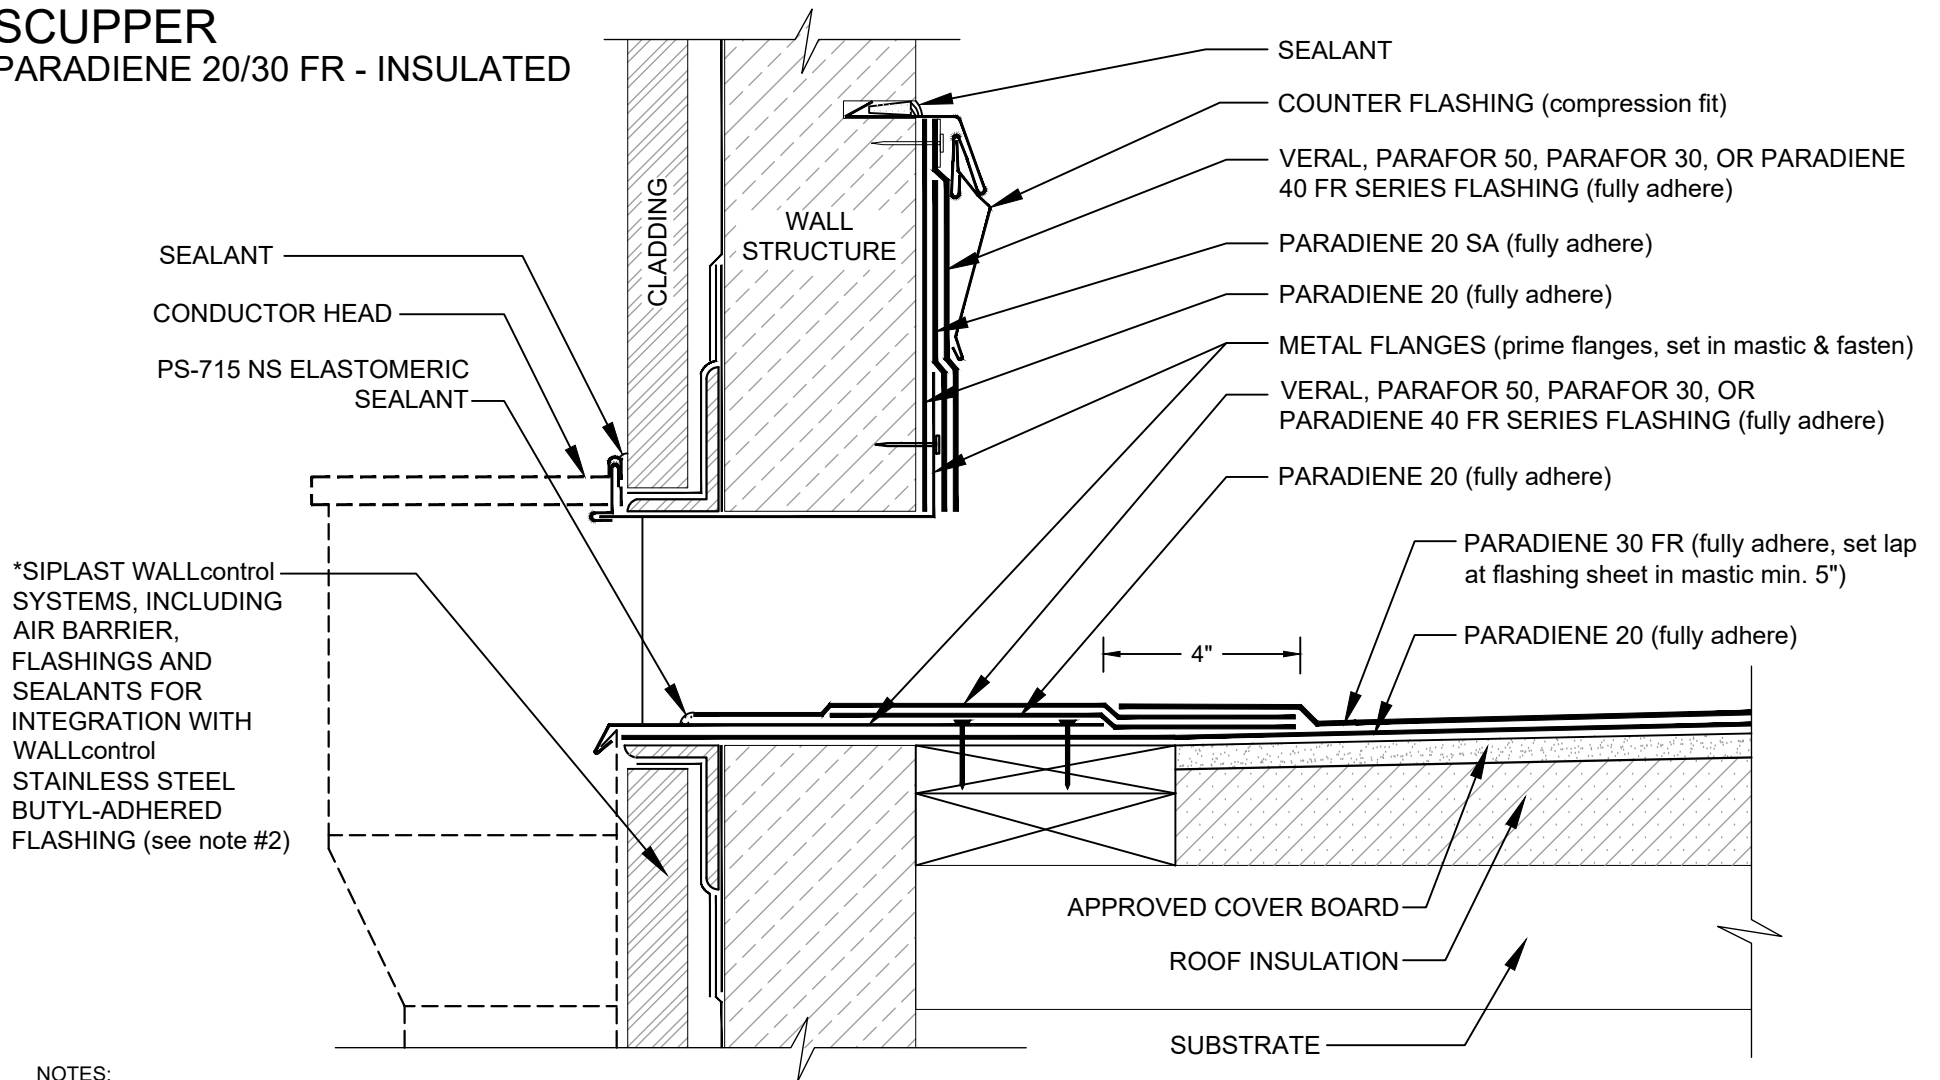 SCUPPER
PARADIENE 20/30 FR - INSULATED
SEALANT
COUNTER FLASHING (compression fit)
VERAL, PARAFOR 50, PARAFOR 30, OR PARADIENE
40 FR SERIES FLASHING (fully adhere)
PARADIENE 20 SA (fully adhere)
PARADIENE 20 (fully adhere)
METAL FLANGES (prime flanges, set in mastic & fasten)
VERAL, PARAFOR 50, PARAFOR 30, OR
PARADIENE 40 FR SERIES FLASHING (fully adhere)
PARADIENE 20 (fully adhere)
PARADIENE 30 FR (fully adhere, set lap
at flashing sheet in mastic min. 5")
PARADIENE 20 (fully adhere)
4"
CLADDING
WALL
STRUCTURE
SEALANT
CONDUCTOR HEAD
PS-715 NS ELASTOMERIC
SEALANT
*SIPLAST WALLcontrol
SYSTEMS, INCLUDING
AIR BARRIER,
FLASHINGS AND
SEALANTS FOR
INTEGRATION WITH
WALLcontrol
STAINLESS STEEL
BUTYL-ADHERED
FLASHING (see note #2)
APPROVED COVER BOARD
ROOF INSULATION
SUBSTRATE
NOTES: